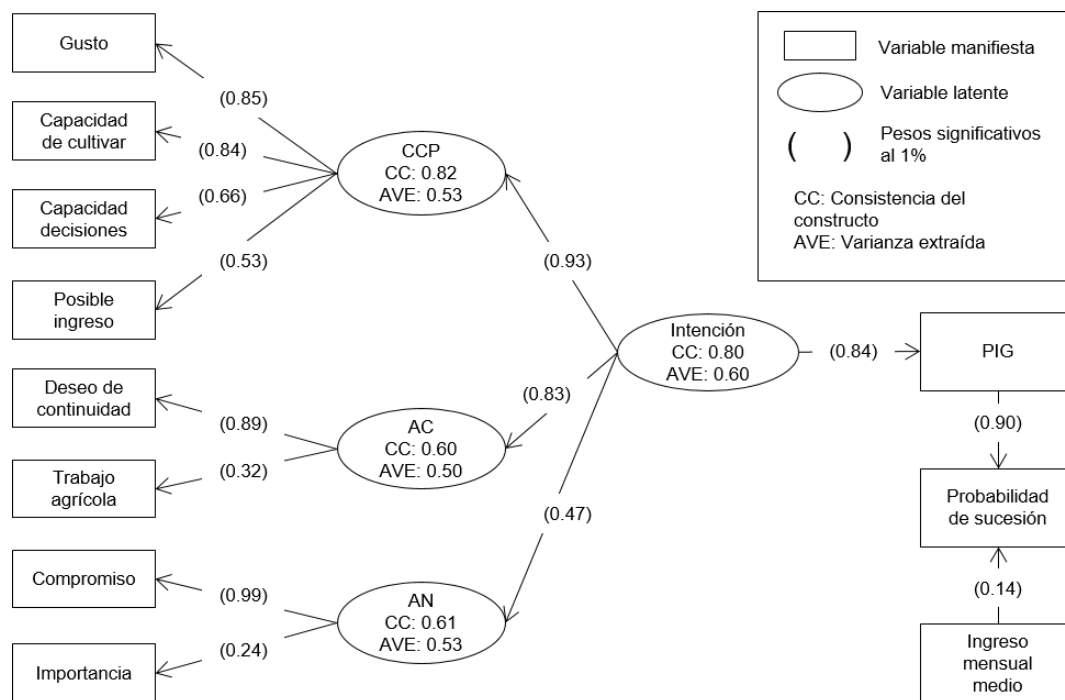 Gusto
(0.85)
Capacidad
de cultivar
(0.84)
Capacidad
decisiones
(0.66)
Posible
ingreso
(0.53)
CCP
CC: 0.82
AVE: 0.53
(0.93)
Deseo de
continuidad
(0.89)
Trabajo
agrícola
(0.32)
AC
CC: 0.60
AVE: 0.50
(0.83)
Compromiso
(0.99)
Importancia
(0.24)
AN
CC: 0.61
AVE: 0.53
(0.47)
Intención
CC: 0.80
AVE: 0.60
(0.84)
PIG
(0.90)
Probabilidad
de sucesión
(0.14)
Ingreso
mensual
medio
Variable manifiesta
Variable latente
( ) Pesos significativos
al 1%
CC: Consistencia del
constructo
AVE: Varianza extraída